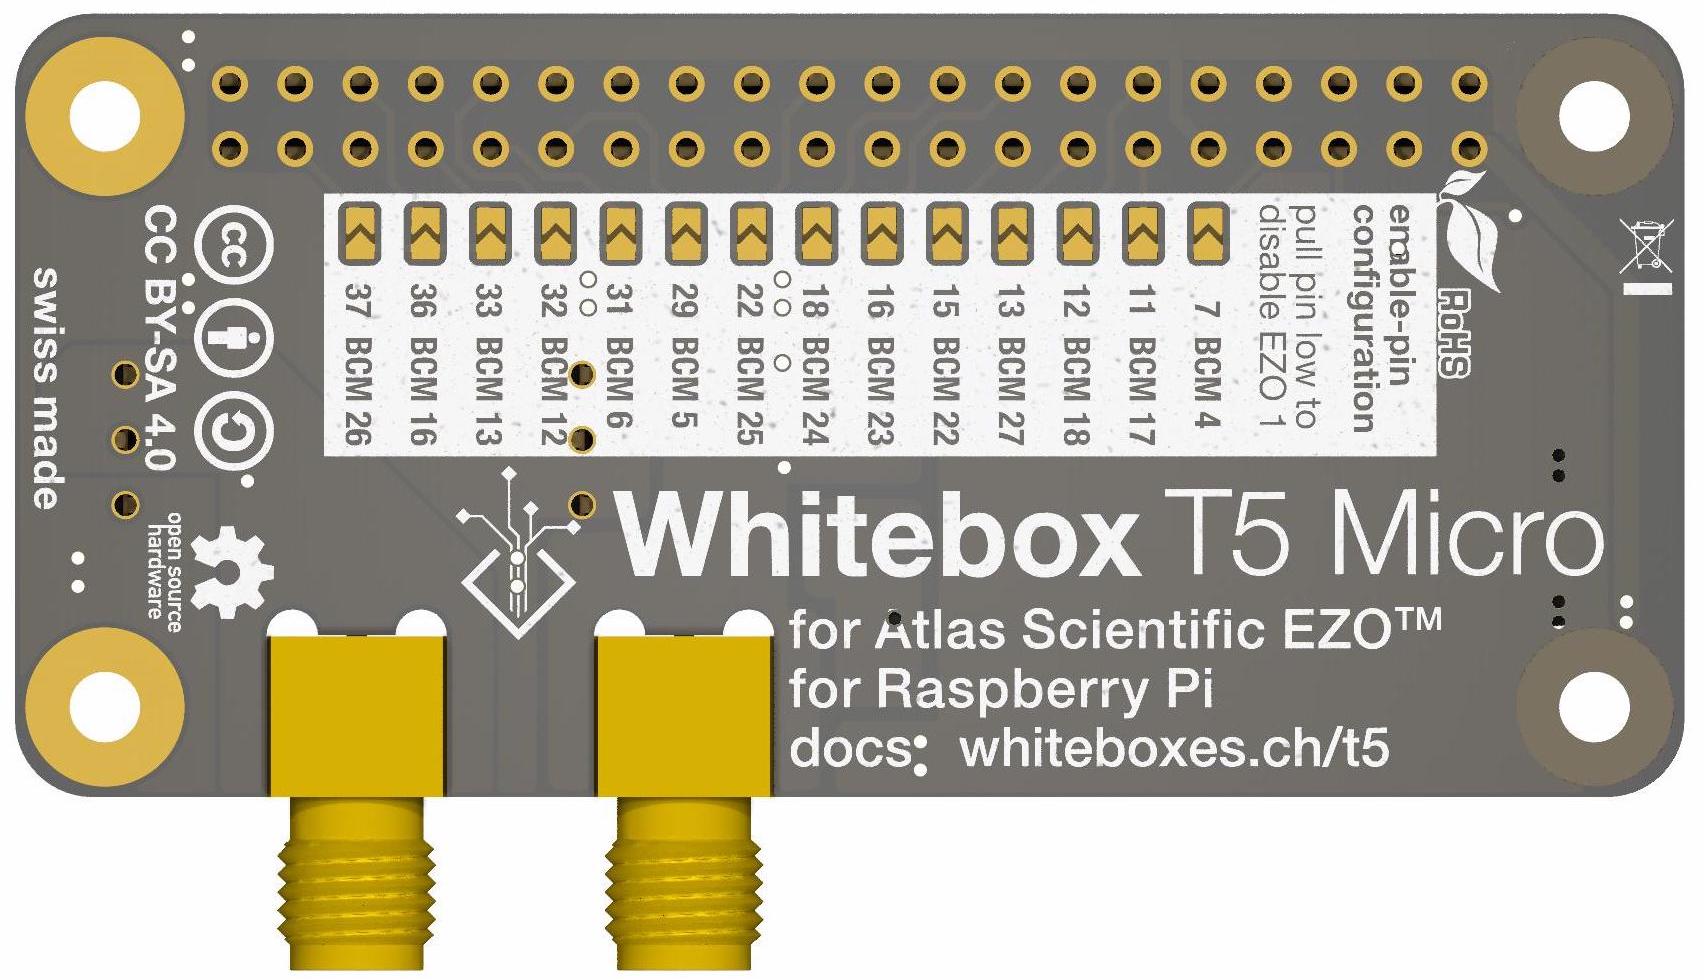 swiss made
CC BY-SA 4.0
cc
open source
hardware
37 BCM 26
36 BCM 16
33 BCM 13
32 BCM 12
31 BCM 6
29 BCM 5
22 BCM 25
18 BCM 24
16 BCM 23
15 BCM 22
13 BCM 27
12 BCM 18
11 BCM 17
7 BCM 4
enable-pin
configuration
pull pin low to
disable EZO 1
RoHS
Whitebox T5 Micro
for Atlas Scientific EZO™
for Raspberry Pi
docs: whiteboxes.ch/t5